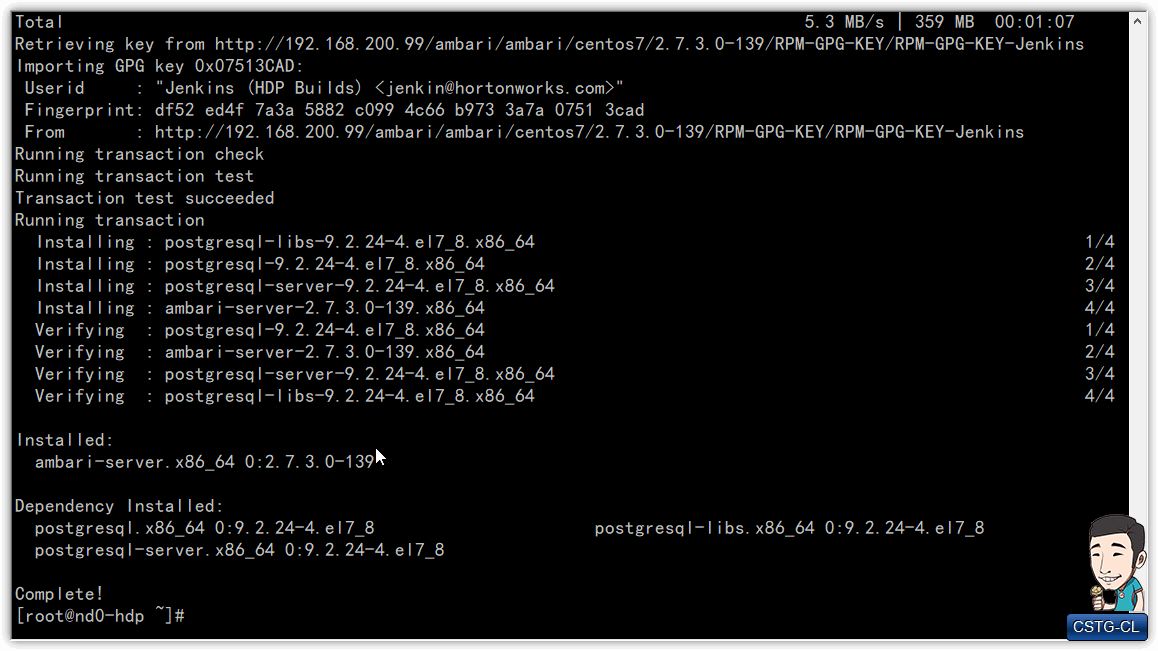 Total 5.3 MB/s | 359 MB 00:01:07
Retrieving key from http://192.168.200.99/ambari/ambari/centos7/2.7.3.0-139/RPM-GPG-KEY/RPM-GPG-KEY-Jenkins
Importing GPG key 0x07513CAD:
Userid : "Jenkins (HDP Builds) <jenkin@hortonworks.com>"
Fingerprint: df52 ed4f 7a3a 5882 c099 4c66 b973 3a7a 0751 3cad
From : http://192.168.200.99/ambari/ambari/centos7/2.7.3.0-139/RPM-GPG-KEY/RPM-GPG-KEY-Jenkins
Running transaction check
Running transaction test
Transaction test succeeded
Running transaction
Installing : postgresql-libs-9.2.24-4.el7_8.x86_64 1/4
Installing : postgresql-9.2.24-4.el7_8.x86_64 2/4
Installing : postgresql-server-9.2.24-4.el7_8.x86_64 3/4
Installing : ambari-server-2.7.3.0-139.x86_64 4/4
Verifying : postgresql-9.2.24-4.el7_8.x86_64 1/4
Verifying : ambari-server-2.7.3.0-139.x86_64 2/4
Verifying : postgresql-server-9.2.24-4.el7_8.x86_64 3/4
Verifying : postgresql-libs-9.2.24-4.el7_8.x86_64 4/4
Installed:
ambari-server.x86_64 0:2.7.3.0-139
Dependency Installed:
postgresql.x86_64 0:9.2.24-4.el7_8 postgresql-libs.x86_64 0:9.2.24-4.el7_8
postgresql-server.x86_64 0:9.2.24-4.el7_8
Complete!
[root@nd0-hdp ~]#
CSTG-CL